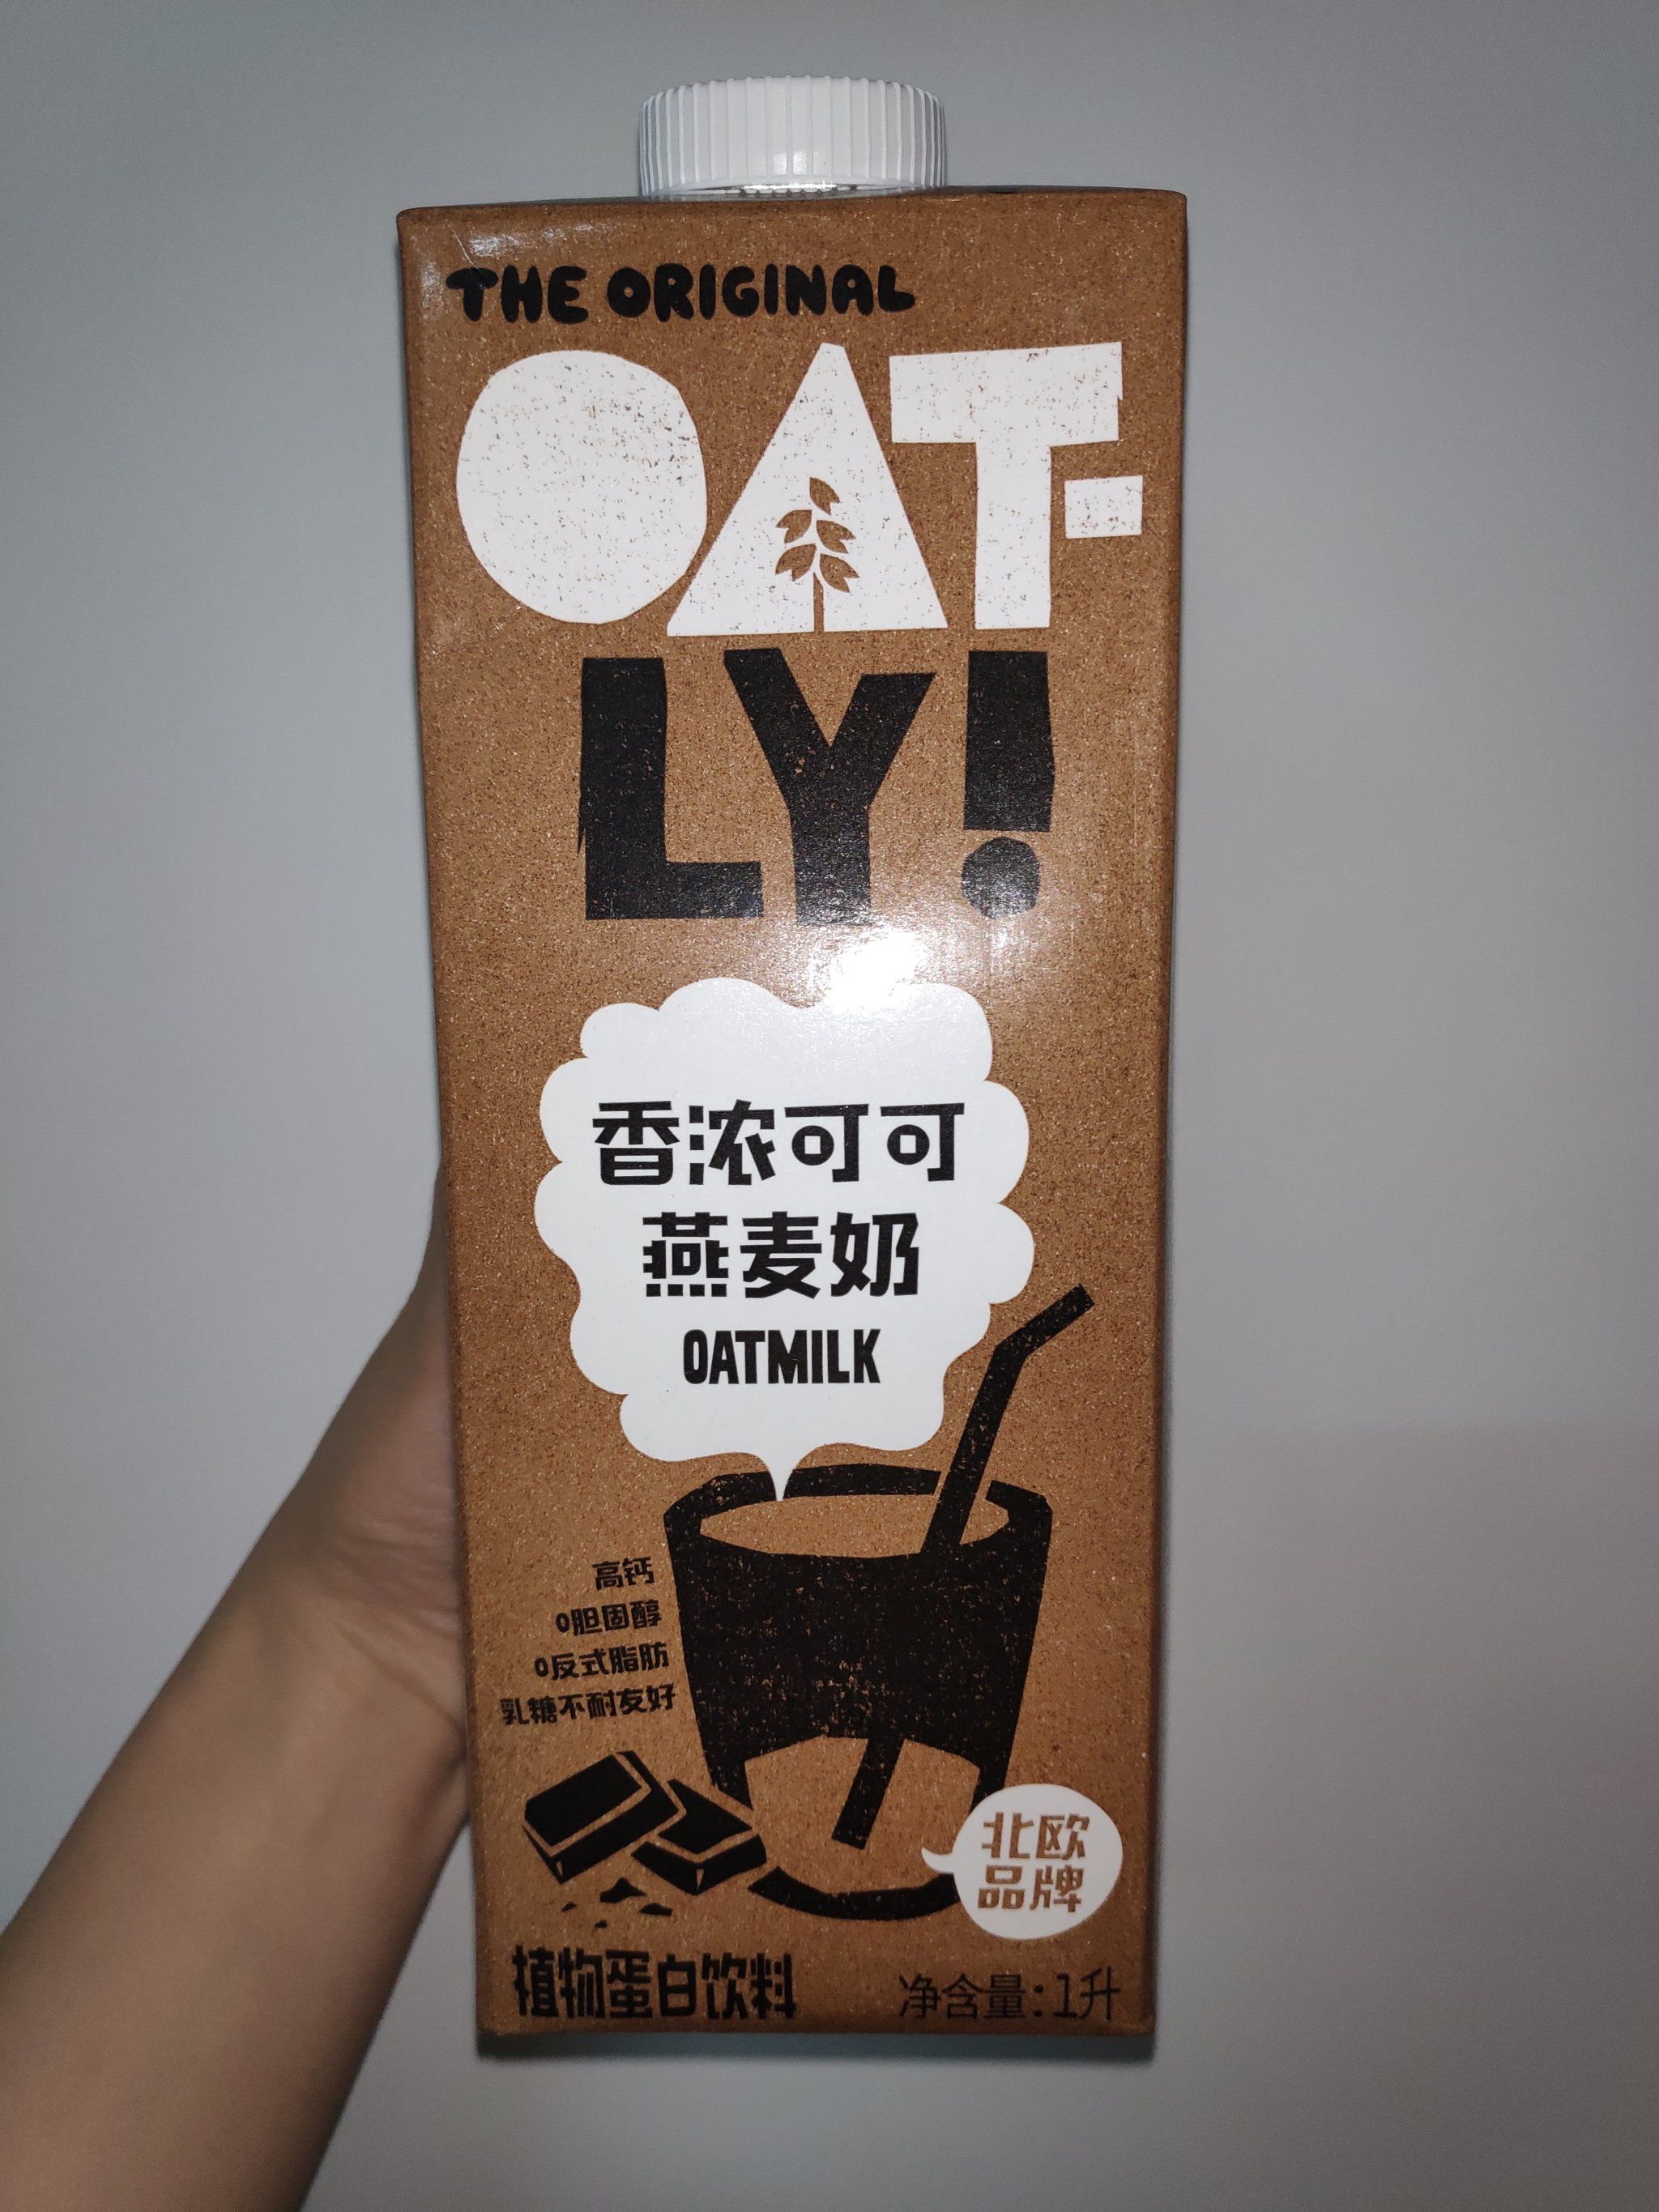 THE ORIGINAL
OAT-
LY!
香浓可可
燕麦奶
OATMILK
高钙
0胆固醇
0反式脂肪
乳糖不耐友好
北欧
品牌
植物蛋白饮料
净含量:1升